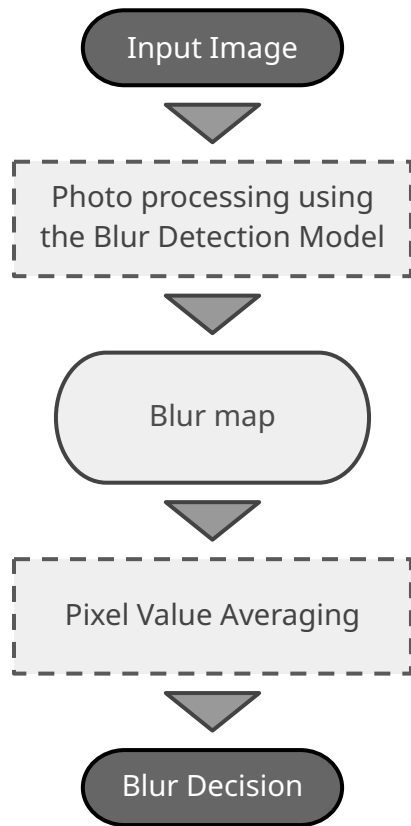 Input Image
Photo processing using
the Blur Detection Model
Blur map
Pixel Value Averaging
Blur Decision